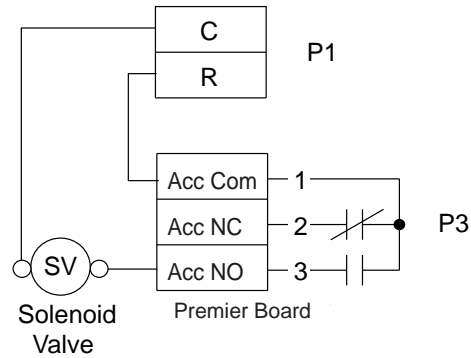 C
P1
R
Acc Com
1
Acc NC
2
P3
SV
Acc NO
3
Solenoid
Valve
Premier Board